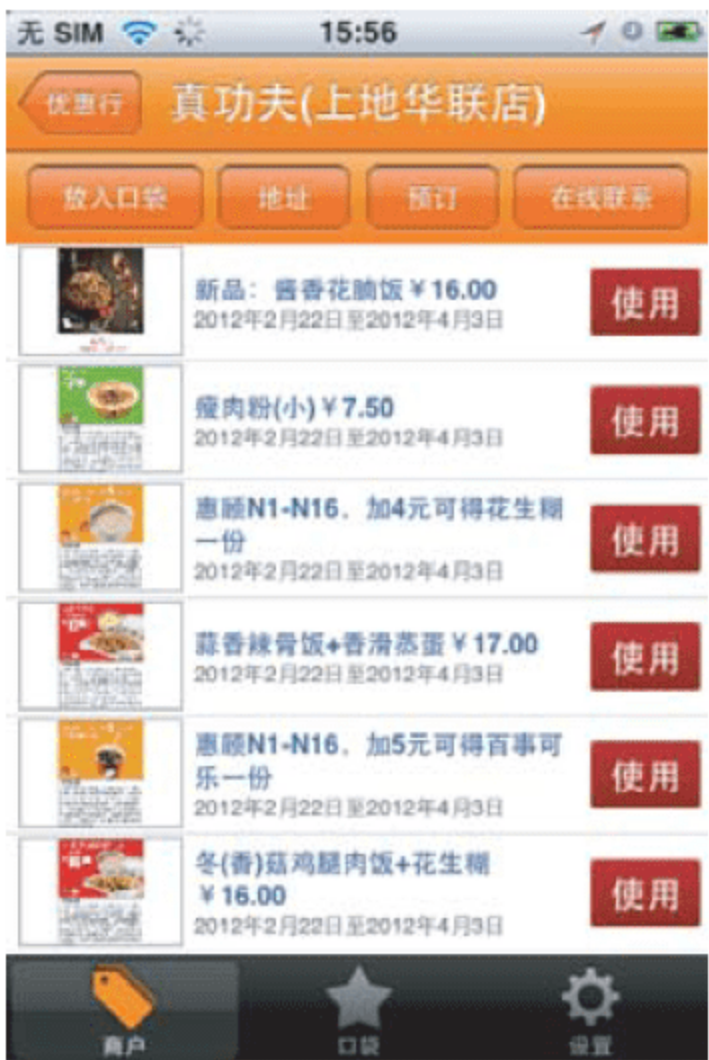 无 SIM
15:56
优惠行
真功夫(上地华联店)
放入口袋
地址
预订
在线联系
新品：酱香花腩饭￥16.00
2012年2月22日至2012年4月3日
使用
瘦肉粉(小)￥7.50
2012年2月22日至2012年4月3日
使用
惠顾N1-N16，加4元可得花生糊
一份
2012年2月22日至2012年4月3日
使用
蒜香辣骨饭+香滑蒸蛋￥17.00
2012年2月22日至2012年4月3日
使用
惠顾N1-N16，加5元可得百事可
乐一份
2012年2月22日至2012年4月3日
使用
冬(香)菇鸡腿肉饭+花生糊
￥16.00
2012年2月22日至2012年4月3日
使用
商户
口袋
设置